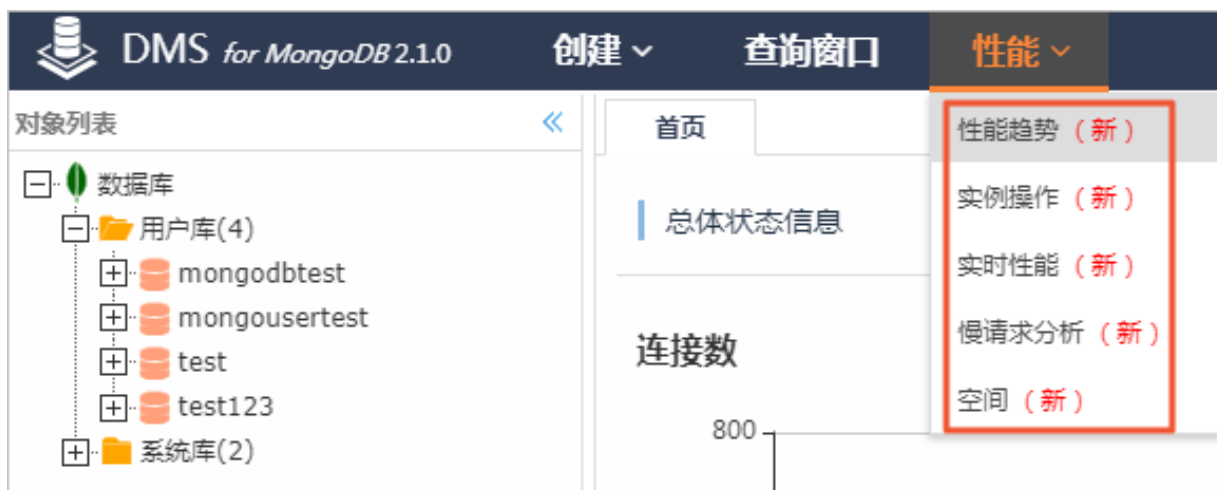 DMS for MongoDB 2.1.0 创建 查询窗口 性能
对象列表
数据库
用户库(4)
mongodbtest
mongousertest
test
test123
系统库(2)
首页
总体状态信息
连接数
800
性能趋势（新）
实例操作（新）
实时性能（新）
慢请求分析（新）
空间（新）